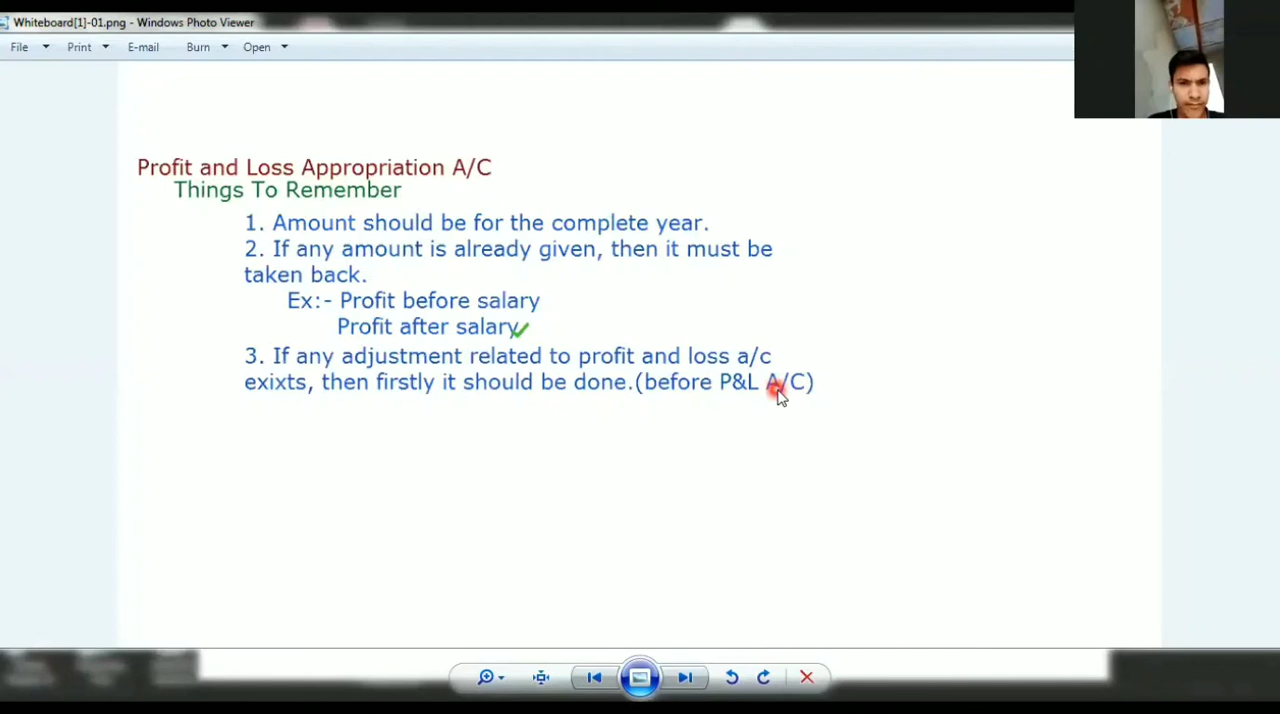 Whiteboard[1]-01.png - Windows Photo Viewer
File Print E-mail Burn Open
Profit and Loss Appropriation A/C
Things To Remember
1. Amount should be for the complete year.
2. If any amount is already given, then it must be
taken back.
Ex:- Profit before salary
Profit after salary
3. If any adjustment related to profit and loss a/c
exixts, then firstly it should be done.(before P&L A/C)